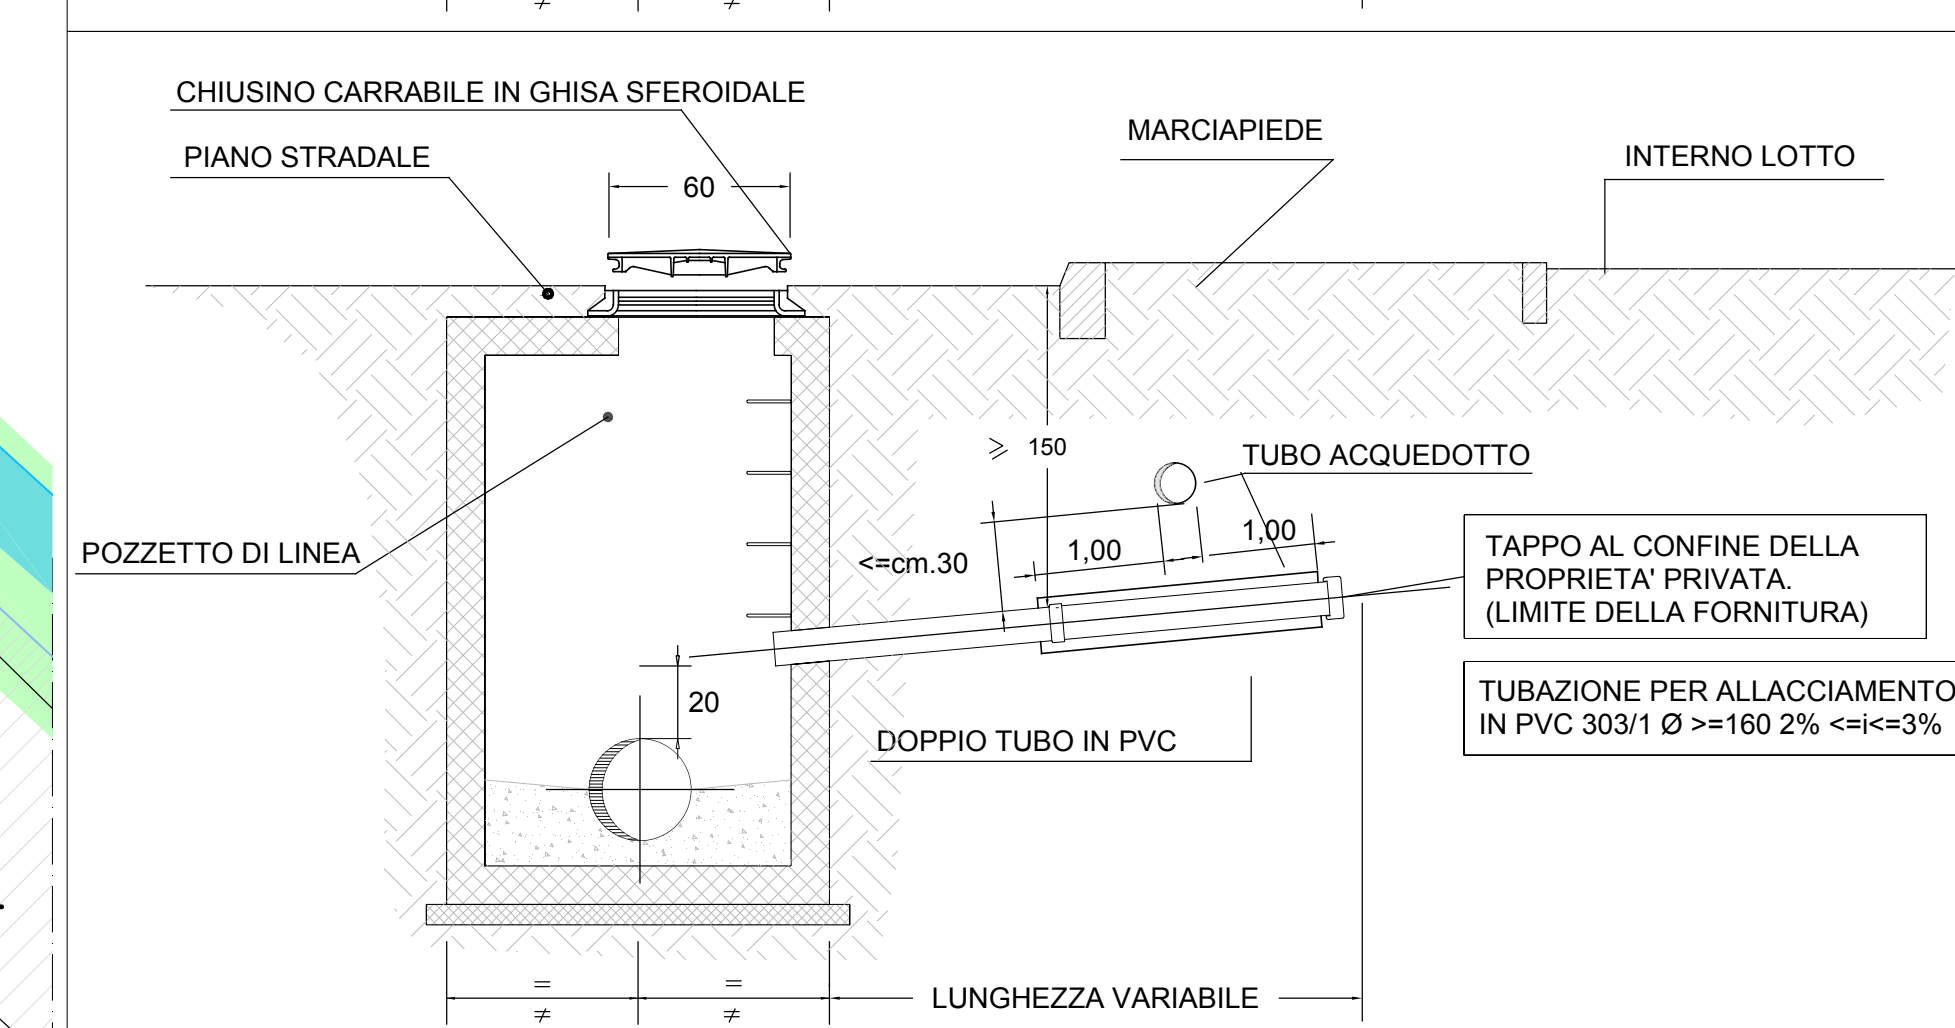 ≠ ≠
CHIUSINO CARRABILE IN GHISA SFEROIDALE
PIANO STRADALE
60
MARCIAPIEDE
INTERNO LOTTO
⩾ 150
TUBO ACQUEDOTTO
1,00
1,00
<=cm.30
POZZETTO DI LINEA
TAPPO AL CONFINE DELLA
PROPRIETA' PRIVATA.
(LIMITE DELLA FORNITURA)
20
DOPPIO TUBO IN PVC
TUBAZIONE PER ALLACCIAMENTO
IN PVC 303/1 Ø >=160 2% <=i<=3%
= =
≠ ≠
LUNGHEZZA VARIABILE